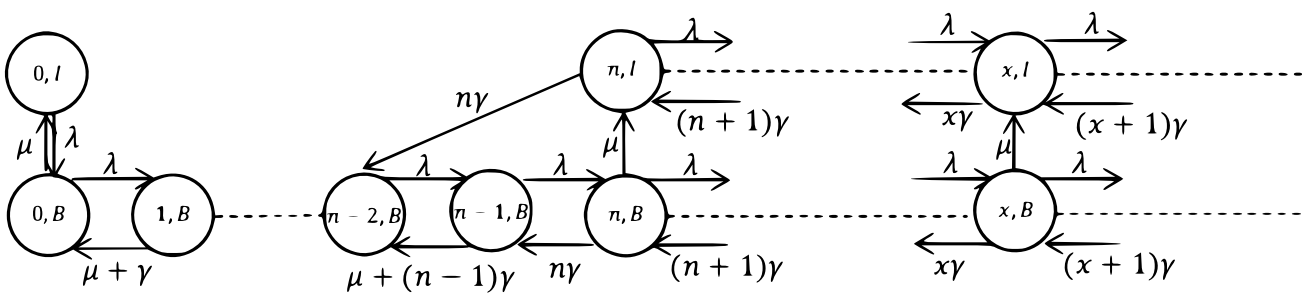 0, I
μ
λ
λ
0, B
1, B
μ + γ
nγ
n, I
λ
(n + 1)γ
λ
λ
μ
λ
n − 2, B
n − 1, B
n, B
μ + (n − 1)γ
nγ
(n + 1)γ
λ
λ
x, I
xγ
(x + 1)γ
λ
μ
λ
x, B
xγ
(x + 1)γ